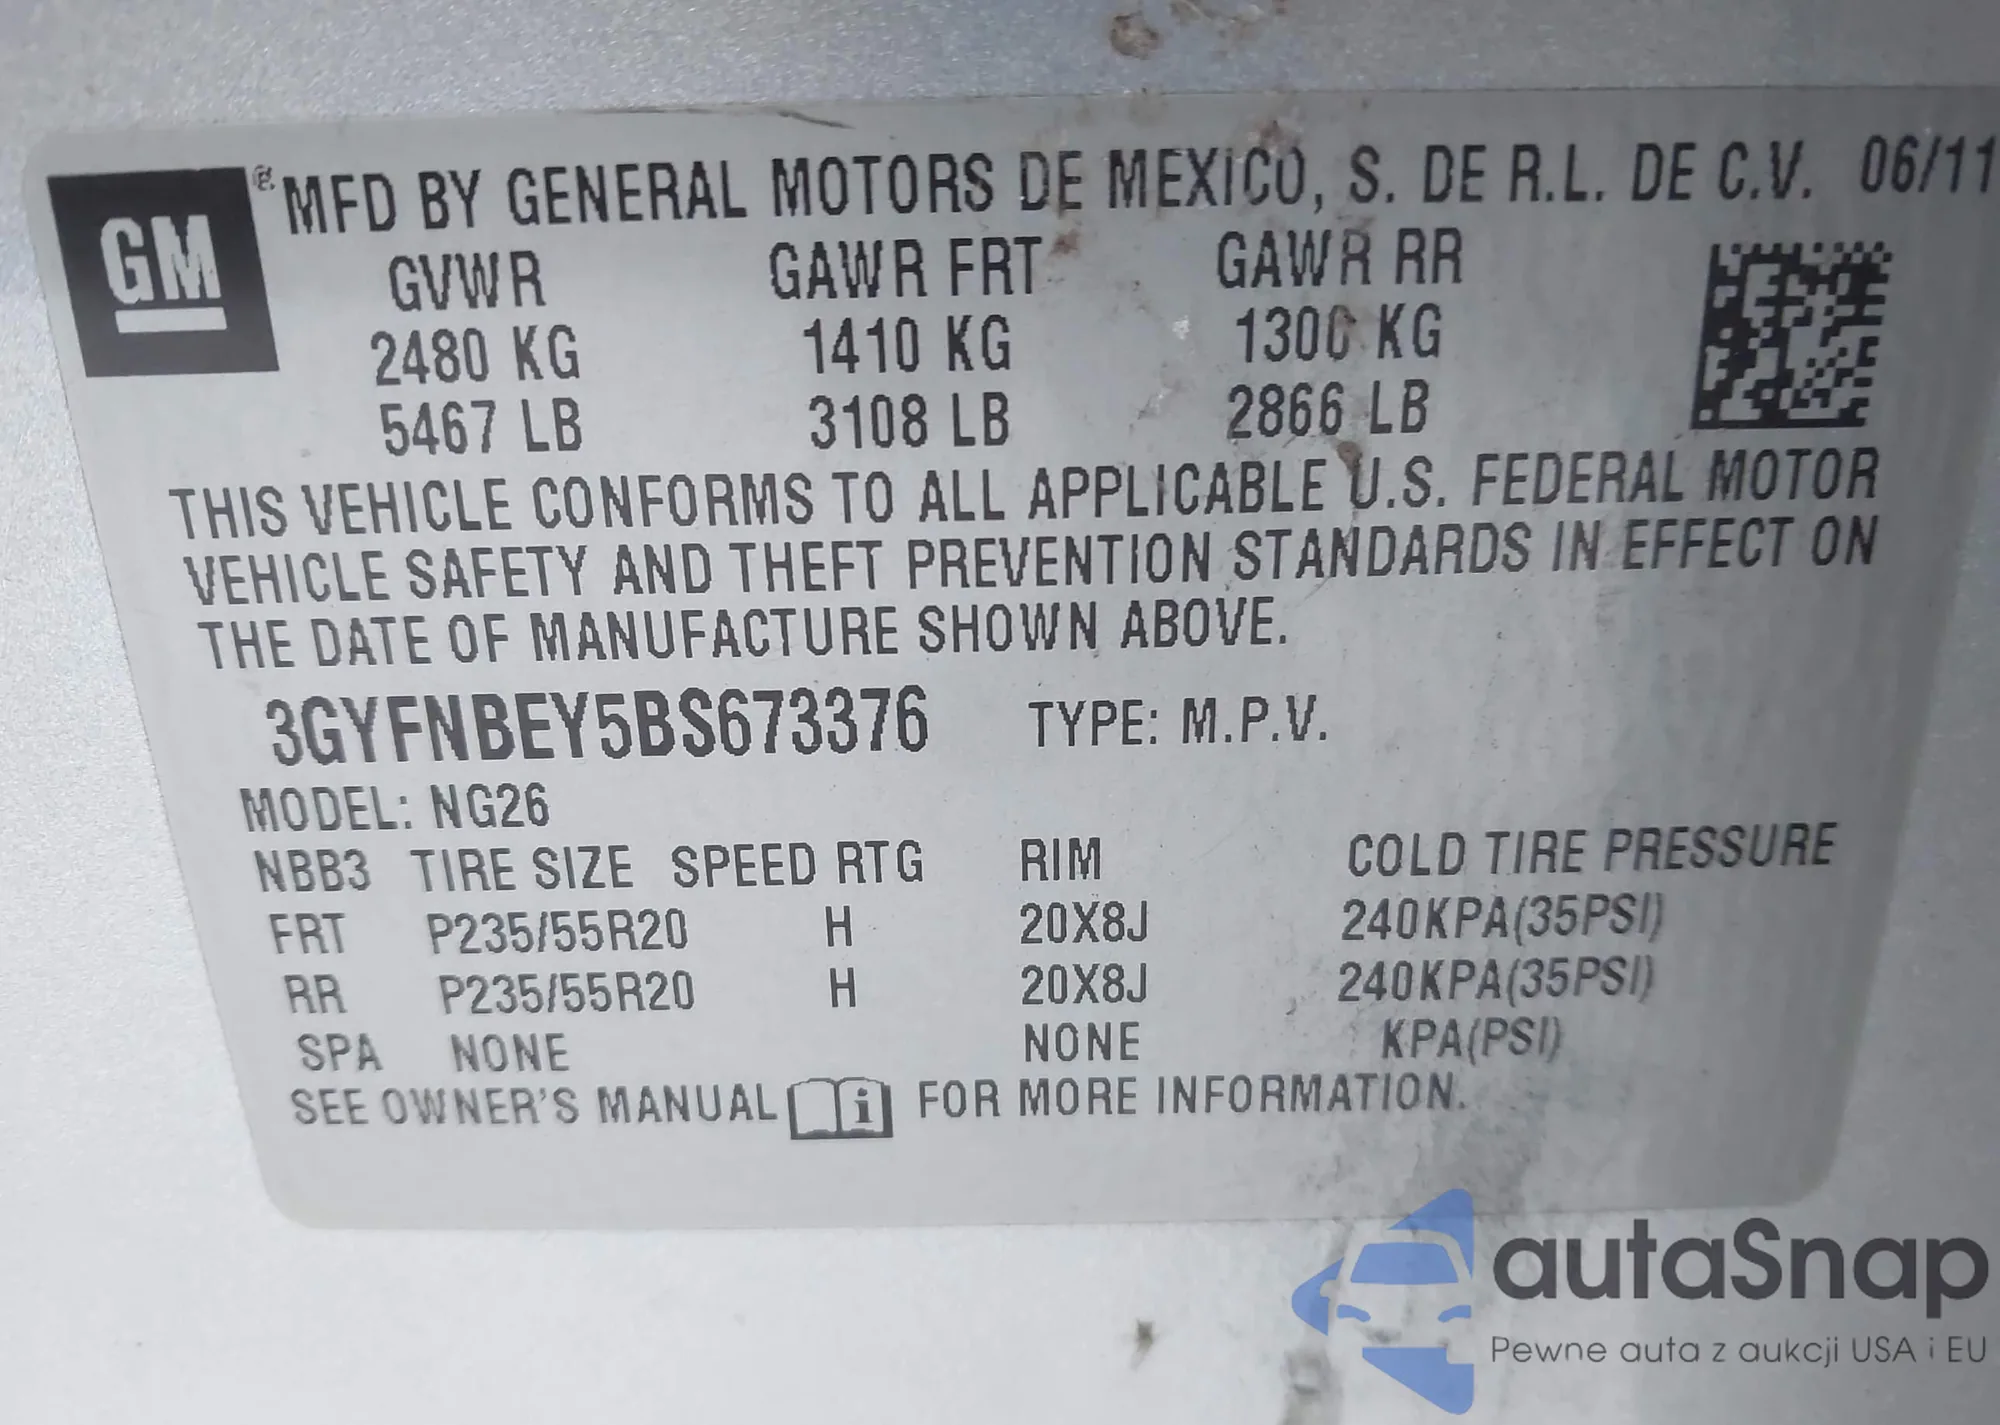 GM ® MFD BY GENERAL MOTORS DE MEXICO, S. DE R.L. DE C.V. 06/11
GVWR GAWR FRT GAWR RR
2480 KG 1410 KG 1300 KG
5467 LB 3108 LB 2866 LB
THIS VEHICLE CONFORMS TO ALL APPLICABLE U.S. FEDERAL MOTOR
VEHICLE SAFETY AND THEFT PREVENTION STANDARDS IN EFFECT ON
THE DATE OF MANUFACTURE SHOWN ABOVE.
3GYFNBEY5BS673376 TYPE: M.P.V.
MODEL: NG26
NBB3 TIRE SIZE SPEED RTG RIM COLD TIRE PRESSURE
FRT P235/55R20 H 20X8J 240KPA(35PSI)
RR P235/55R20 H 20X8J 240KPA(35PSI)
SPA NONE NONE KPA(PSI)
SEE OWNER'S MANUAL i FOR MORE INFORMATION.
autaSnap
Pewne auta z aukcji USA i EU